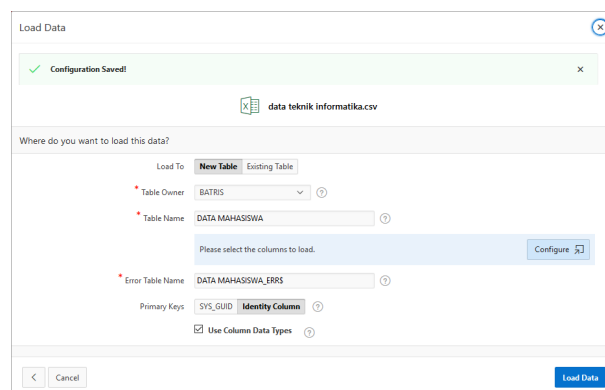 Load Data
Configuration Saved!
data teknik informatika.csv
Where do you want to load this data?
Load To New Table Existing Table
* Table Owner BATRIS
* Table Name DATA MAHASISWA
Please select the columns to load. Configure
* Error Table Name DATA MAHASISWA_ERR$
Primary Keys SYS_GUID Identity Column
Use Column Data Types
Cancel Load Data